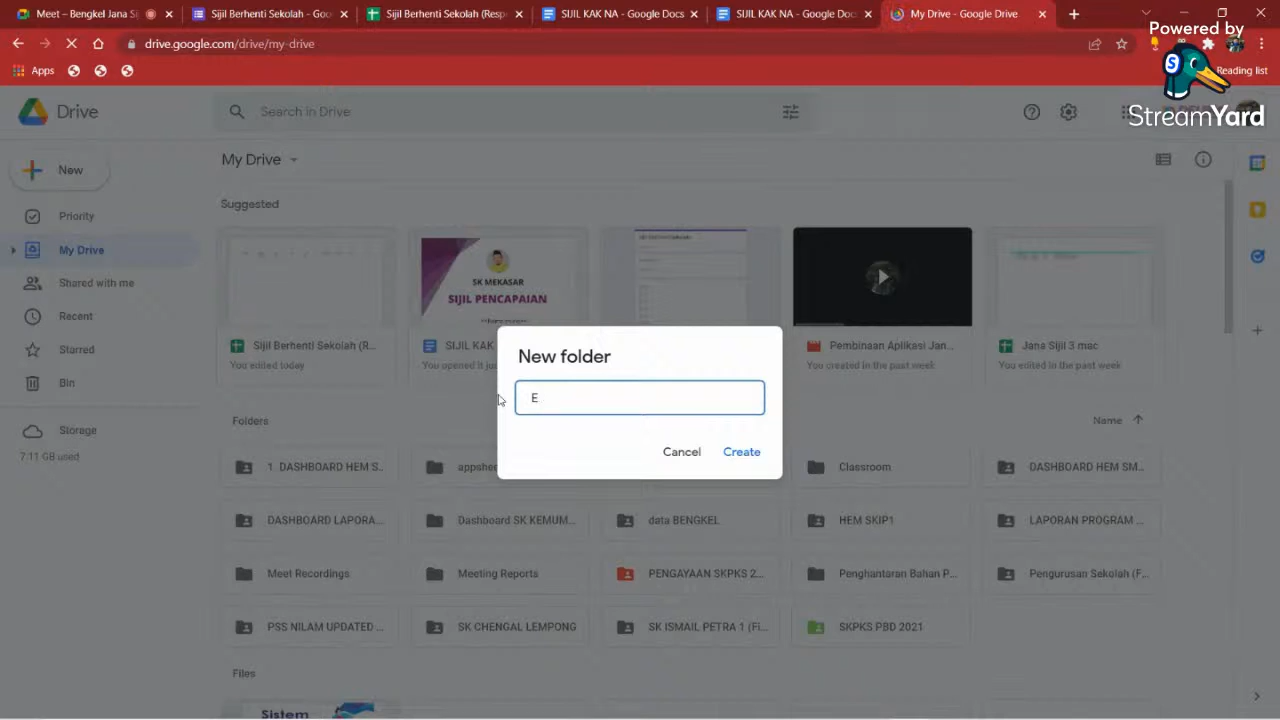 Meet – Bengkel Jana Si
Sijil Berhenti Sekolah - Goo
Sijil Berhenti Sekolah (Resp
SIJIL KAK NA - Google Docs
SIJIL KAK NA - Google Doc
My Drive - Google Drive
drive.google.com/drive/my-drive
Powered by
StreamYard
Apps
Reading list
Drive
Search in Drive
New
My Drive
Priority
My Drive
Shared with me
Recent
Starred
Bin
Storage
7.11 GB used
Suggested
SK MEKASAR
SIJIL PENCAPAIAN
Sijil Berhenti Sekolah (R...
You edited today
SIJIL KAK
You opened it jus
Pembinaan Aplikasi Jan...
You created in the past week
Jana Sijil 3 mac
You edited in the past week
New folder
E
Cancel
Create
Folders
Name
1. DASHBOARD HEM S...
appshe
Classroom
DASHBOARD HEM SM...
DASHBOARD LAPORA...
Dashboard SK KEMUM...
data BENGKEL
HEM SKIP1
LAPORAN PROGRAM ...
Meet Recordings
Meeting Reports
PENGAYAAN SKPKS 2...
Penghantaran Bahan P...
Pengurusan Sekolah (F...
PSS NILAM UPDATED ...
SK CHENGAL LEMPONG
SK ISMAIL PETRA 1 (Fi...
SKPKS PBD 2021
Files
Sistem